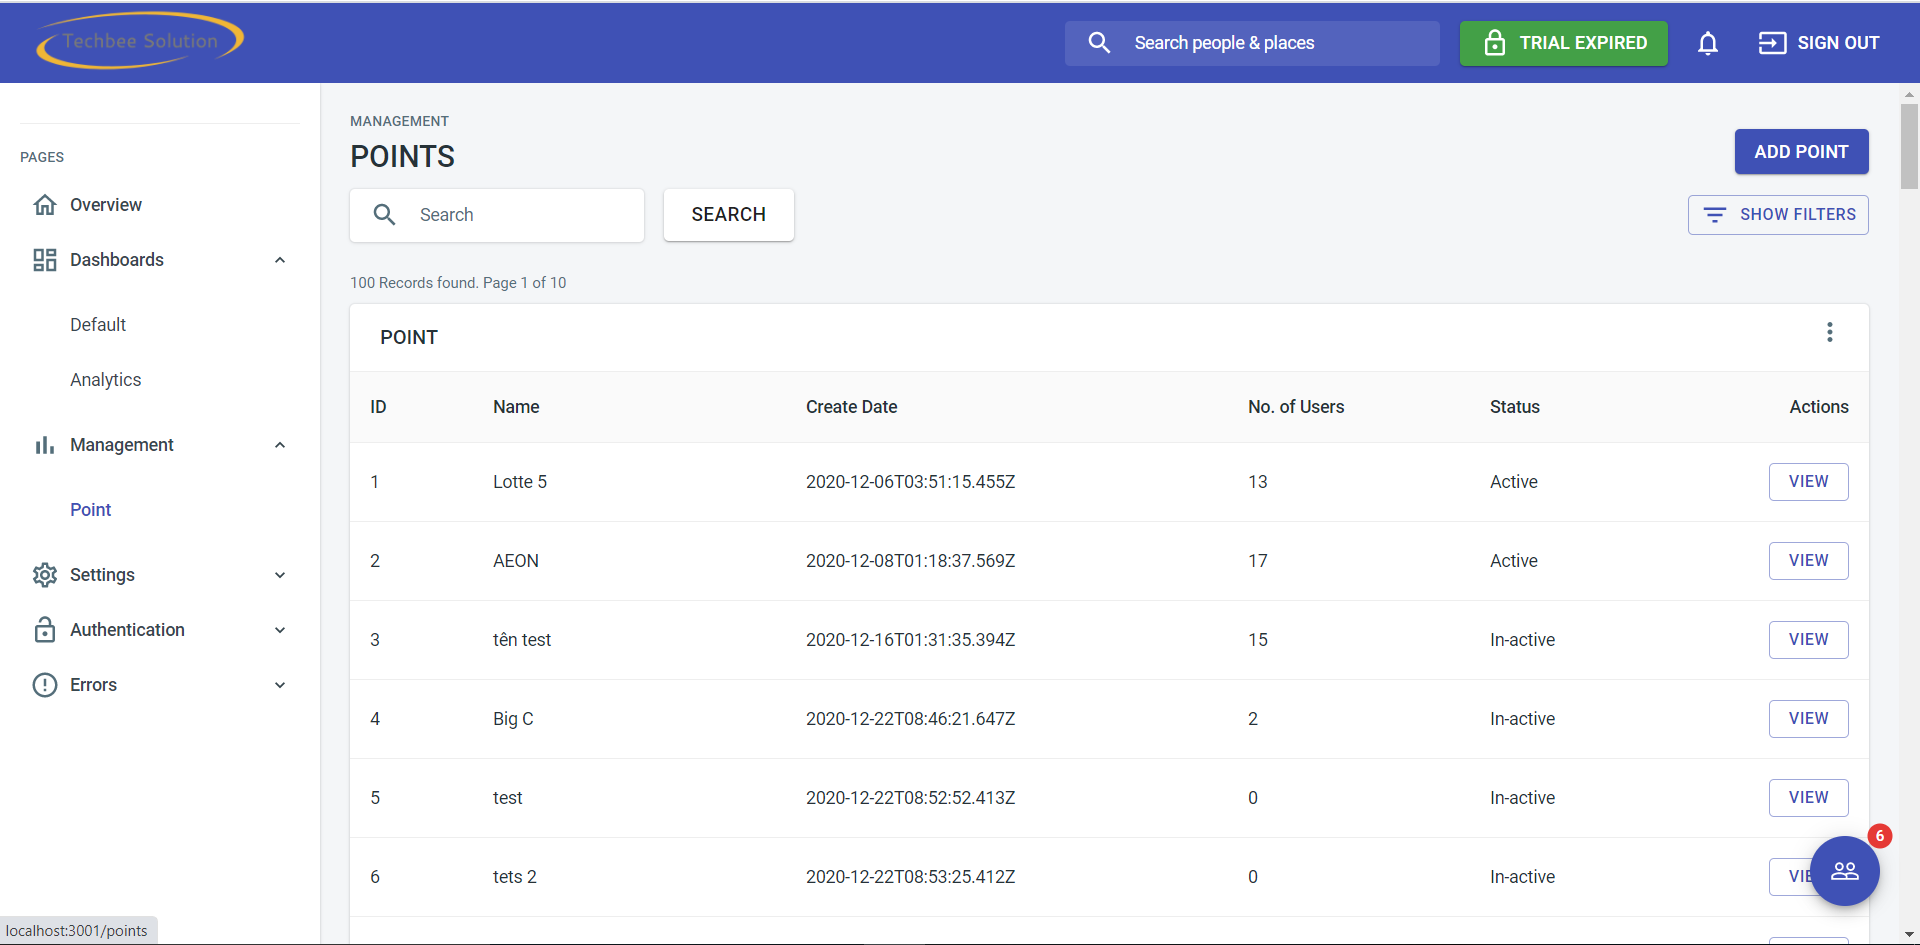 Techbee Solution
Search people & places
TRIAL EXPIRED
SIGN OUT
PAGES
Overview
Dashboards
Default
Analytics
Management
Point
Settings
Authentication
Errors
MANAGEMENT
POINTS
ADD POINT
Search
SEARCH
SHOW FILTERS
100 Records found. Page 1 of 10
POINT
ID Name Create Date No. of Users Status Actions
1 Lotte 5 2020-12-06T03:51:15.455Z 13 Active VIEW
2 AEON 2020-12-08T01:18:37.569Z 17 Active VIEW
3 tên test 2020-12-16T01:31:35.394Z 15 In-active VIEW
4 Big C 2020-12-22T08:46:21.647Z 2 In-active VIEW
5 test 2020-12-22T08:52:52.413Z 0 In-active VIEW
6
6 tets 2 2020-12-22T08:53:25.412Z 0 In-active
localhost:3001/points